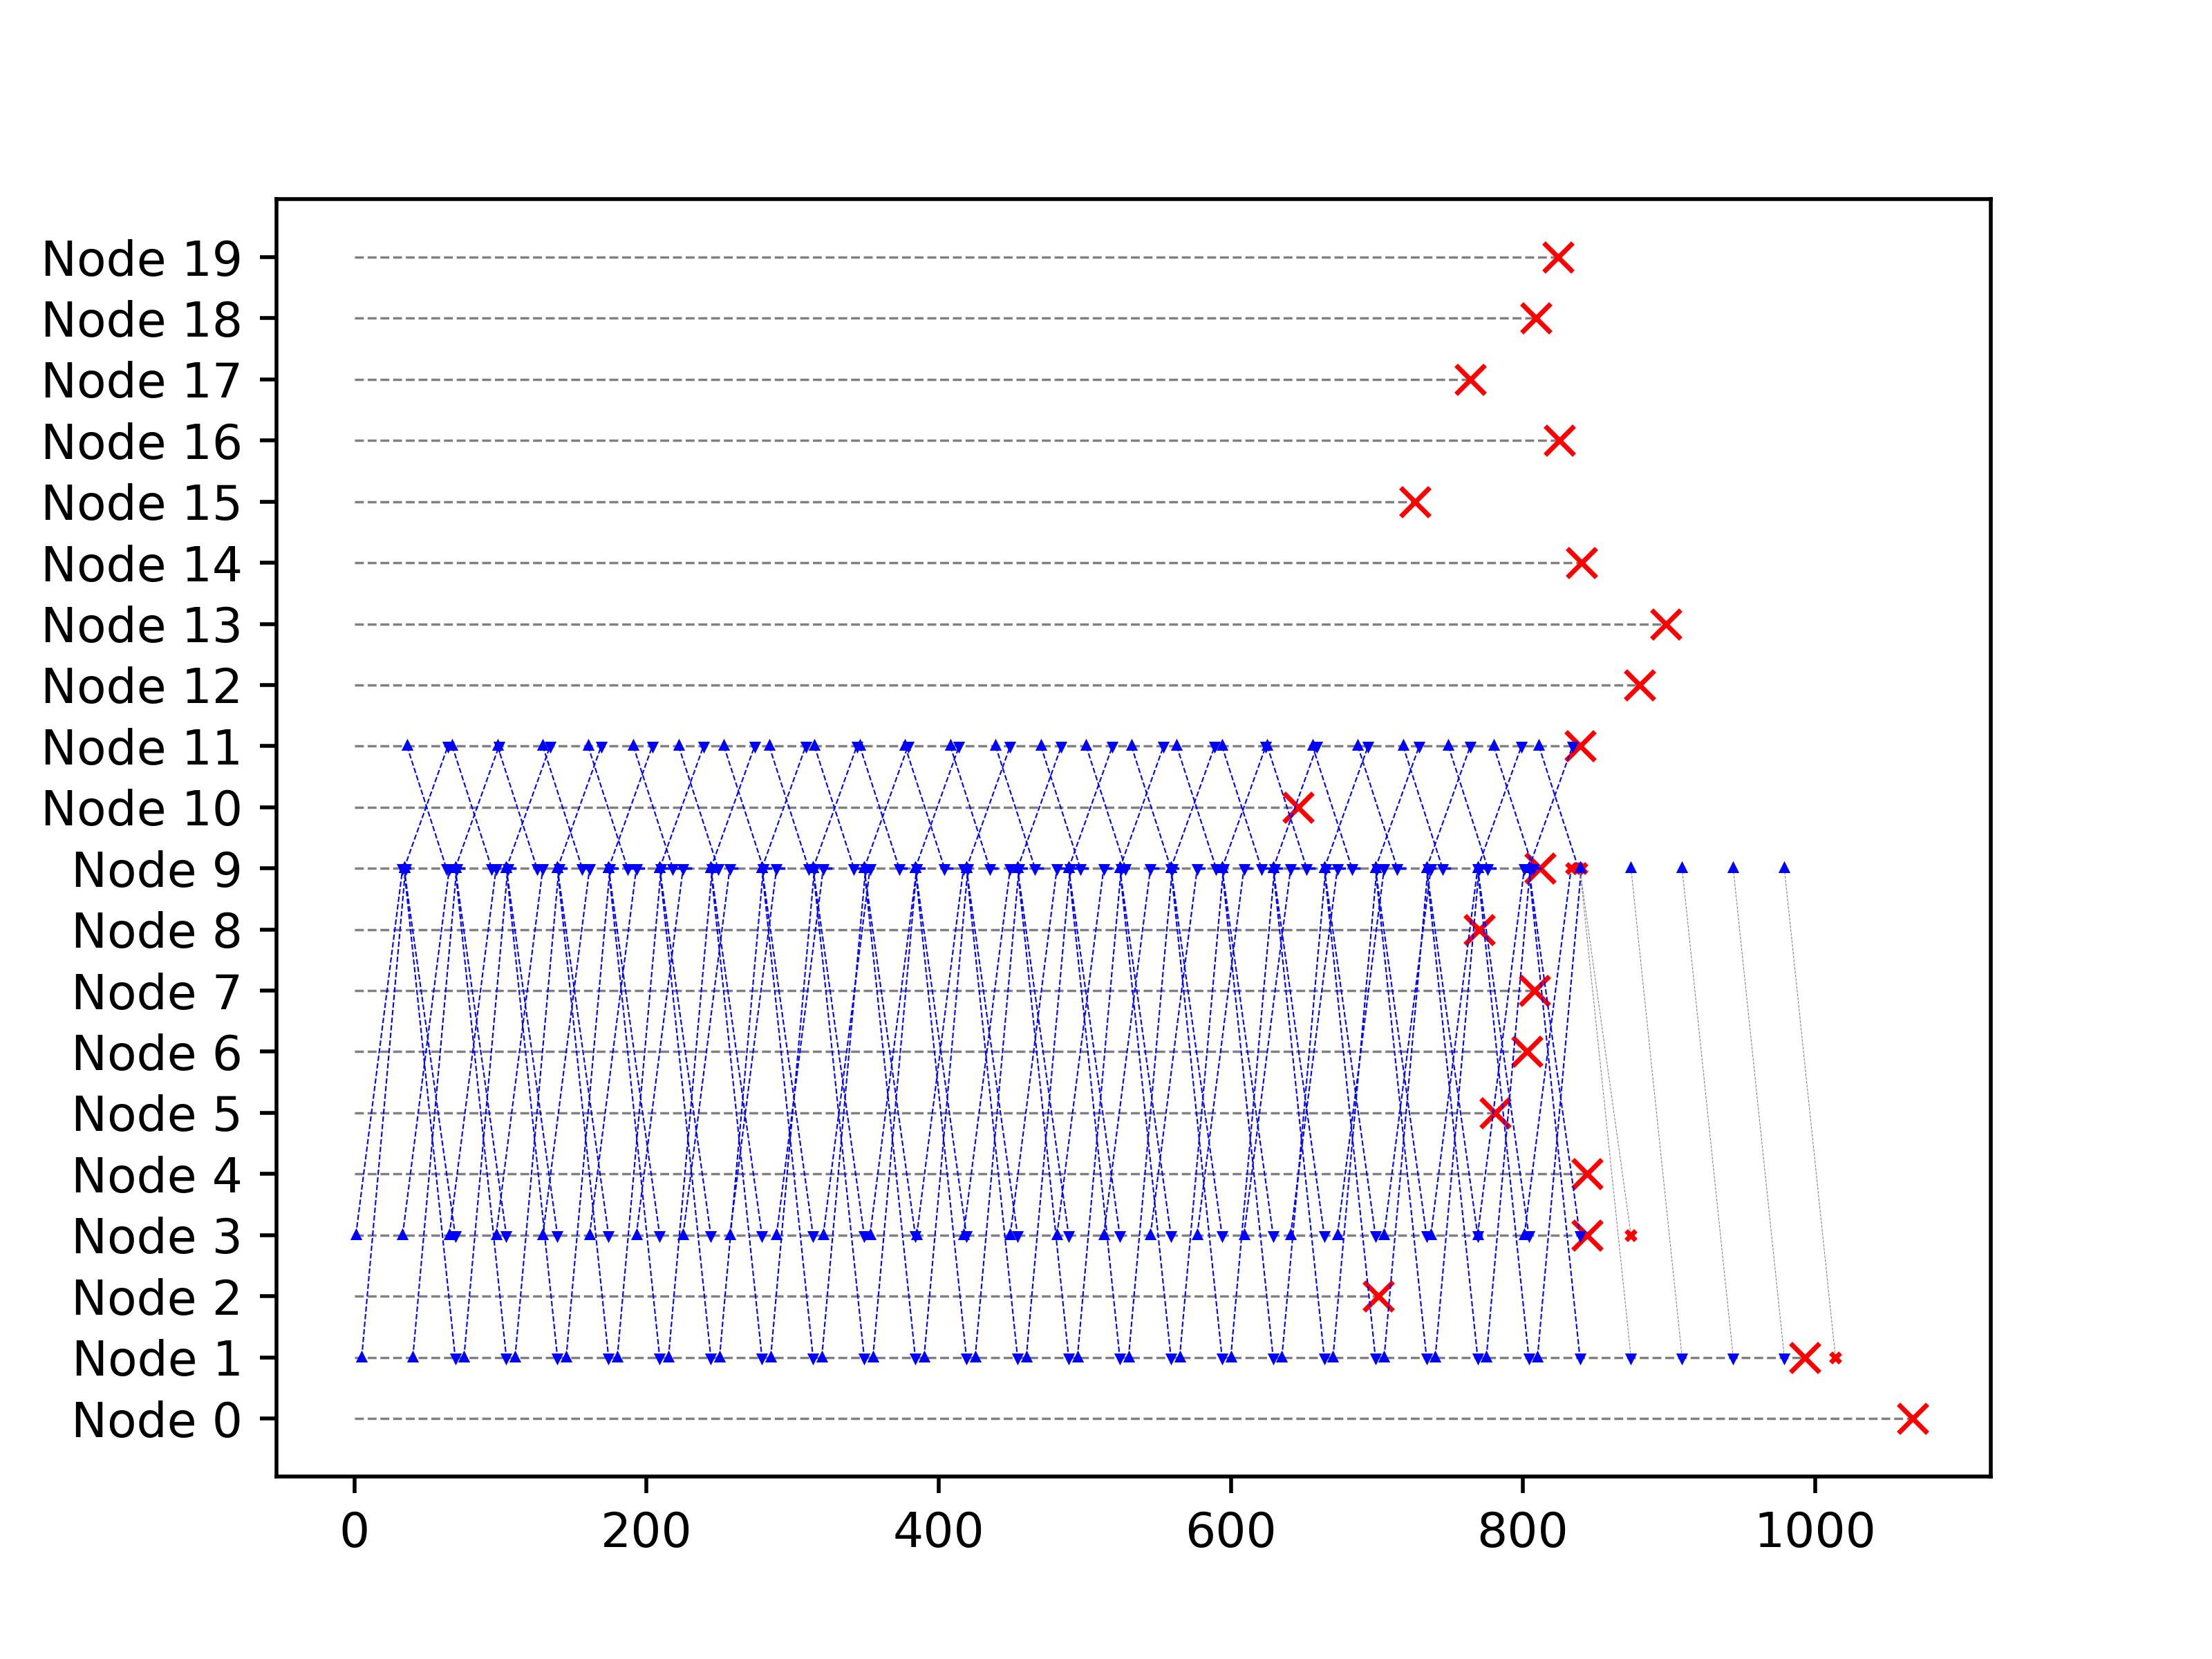 Node 19
Node 18
Node 17
Node 16
Node 15
Node 14
Node 13
Node 12
Node 11
Node 10
Node 9
Node 8
Node 7
Node 6
Node 5
Node 4
Node 3
Node 2
Node 1
Node 0
0 200 400 600 800 1000